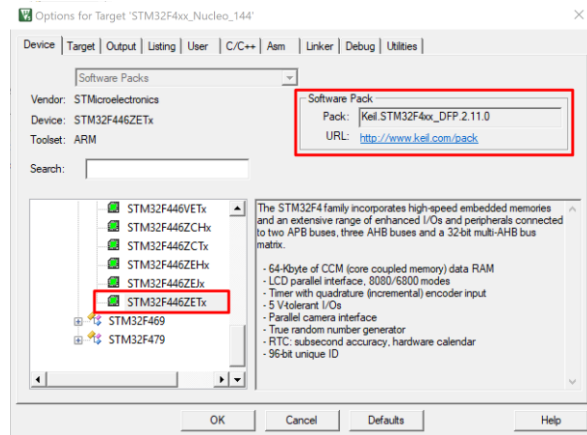 Options for Target 'STM32F4xx_Nucleo_144'
Device Target Output Listing User C/C++ Asm Linker Debug Utilities
Software Packs
Vendor: STMicroelectronics
Device: STM32F446ZETx
Toolset: ARM
Search:
Software Pack
Pack: Keil.STM32F4xx_DFP.2.11.0
URL: http://www.keil.com/pack
STM32F446VETx
STM32F446ZCHx
STM32F446ZCTx
STM32F446ZEHx
STM32F446ZEJx
STM32F446ZETx
STM32F469
STM32F479
The STM32F4 family incorporates high-speed embedded memories
and an extensive range of enhanced I/Os and peripherals connected
to two APB buses, three AHB buses and a 32-bit multi-AHB bus
matrix.
- 64-Kbyte of CCM (core coupled memory) data RAM
- LCD parallel interface, 8080/6800 modes
- Timer with quadrature (incremental) encoder input
- 5 V-tolerant I/Os
- Parallel camera interface
- True random number generator
- RTC: subsecond accuracy, hardware calendar
- 96-bit unique ID
OK Cancel Defaults Help